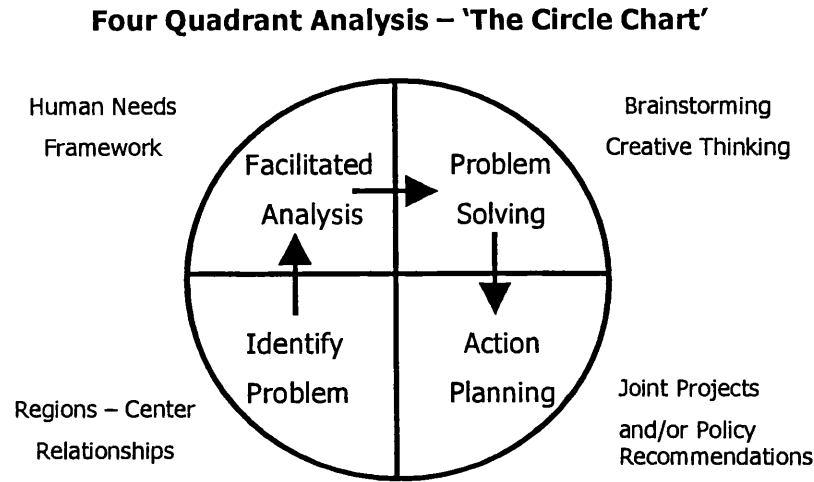 Four Quadrant Analysis – ‘The Circle Chart’
Human Needs
Framework
Brainstorming
Creative Thinking
Facilitated
Analysis
Problem
Solving
Identify
Problem
Action
Planning
Regions – Center
Relationships
Joint Projects
and/or Policy
Recommendations